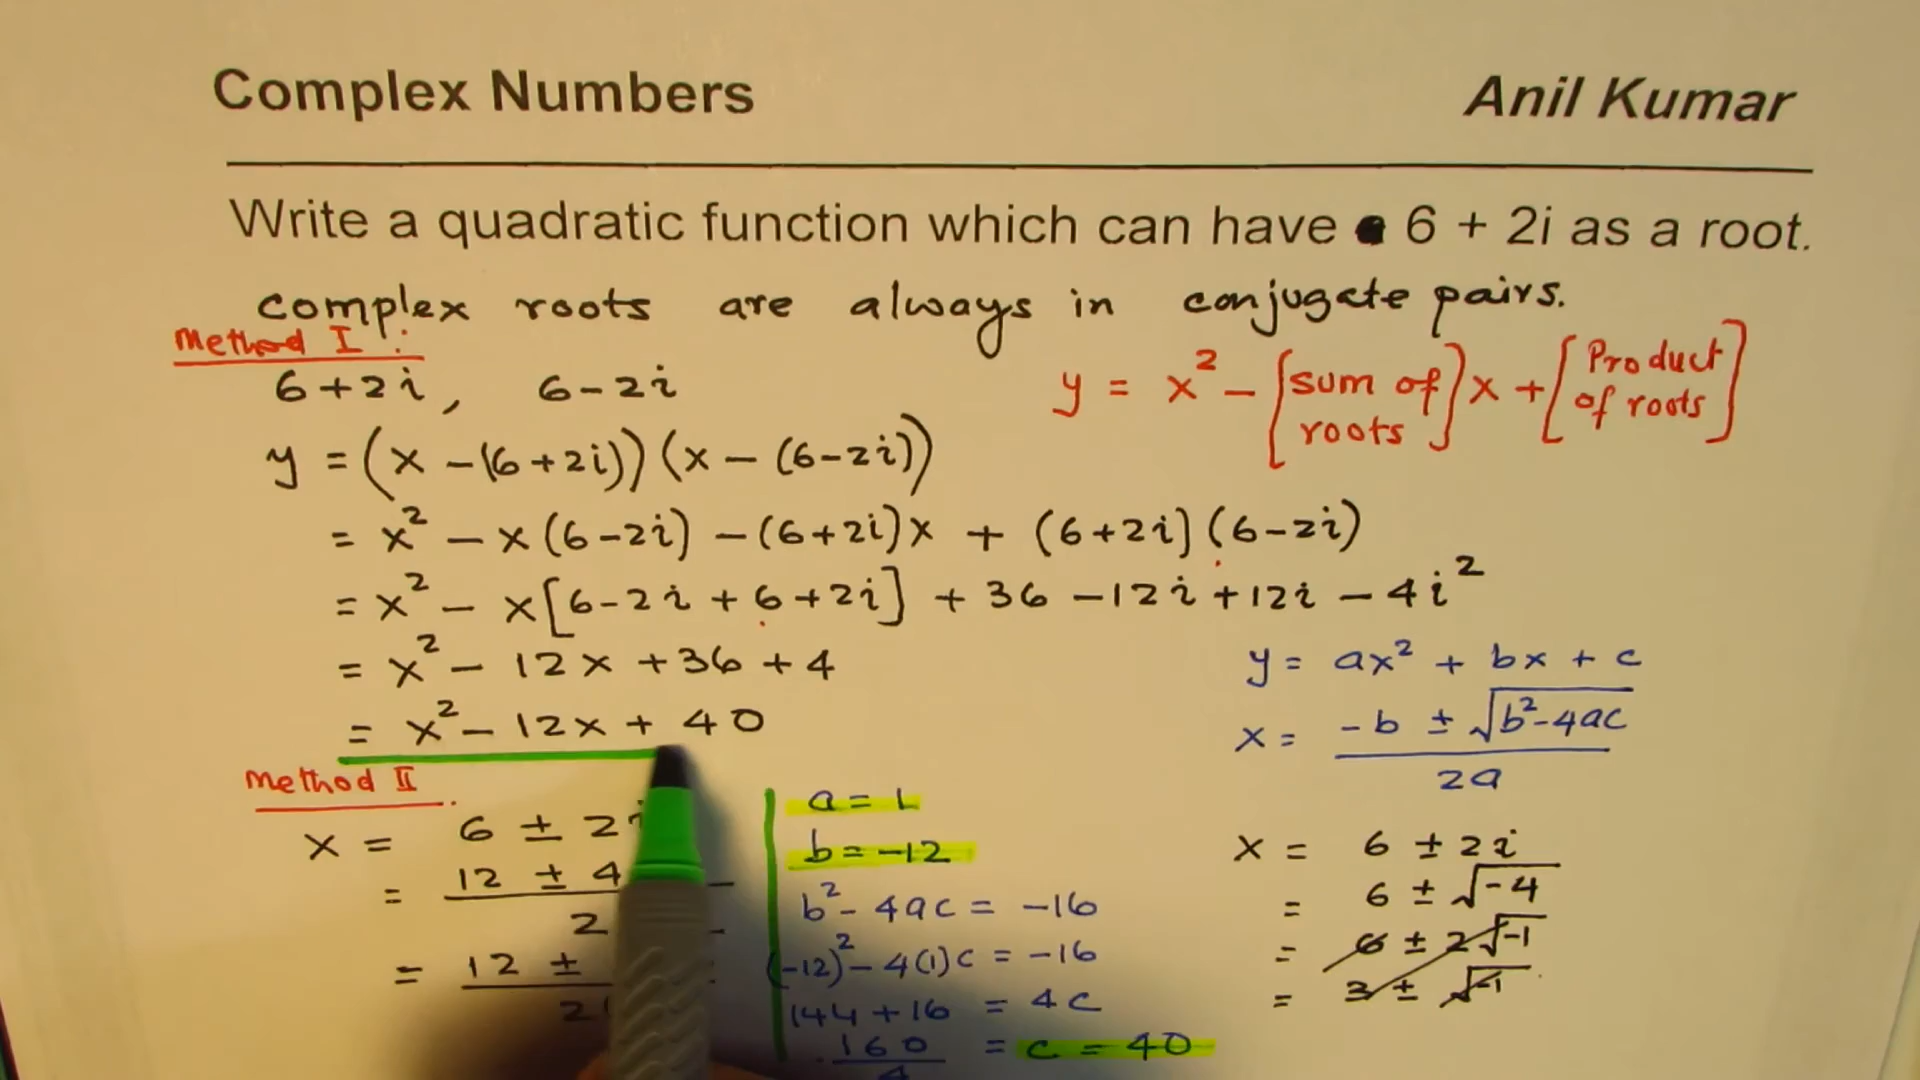 Complex Numbers Anil Kumar
Write a quadratic function which can have 6 + 2i as a root.
complex roots are always in conjugate pairs.
Method I :
6+2i, 6-2i
y = x² - [sum of roots] x + [Product of roots]
y = (x - (6+2i)) (x - (6-2i))
= x² - x(6-2i) - (6+2i)x + (6+2i) (6-2i)
= x² - x[6-2i + 6+2i] + 36 - 12i + 12i - 4i²
= x² - 12x + 36 + 4
= x² - 12x + 40
Method II
x = 6 ± 2i
= 12 ± 4
2
= 12 ±
2(
a = 1
b = -12
b² - 4ac = -16
(-12)² - 4(1)c = -16
144 + 16 = 4c
160/4 = c = 40
y = ax² + bx + c
x = -b ± √b²-4ac
2a
x = 6 ± 2i
= 6 ± √-4
= 6 ± 2√-1
= 3 ± √-1